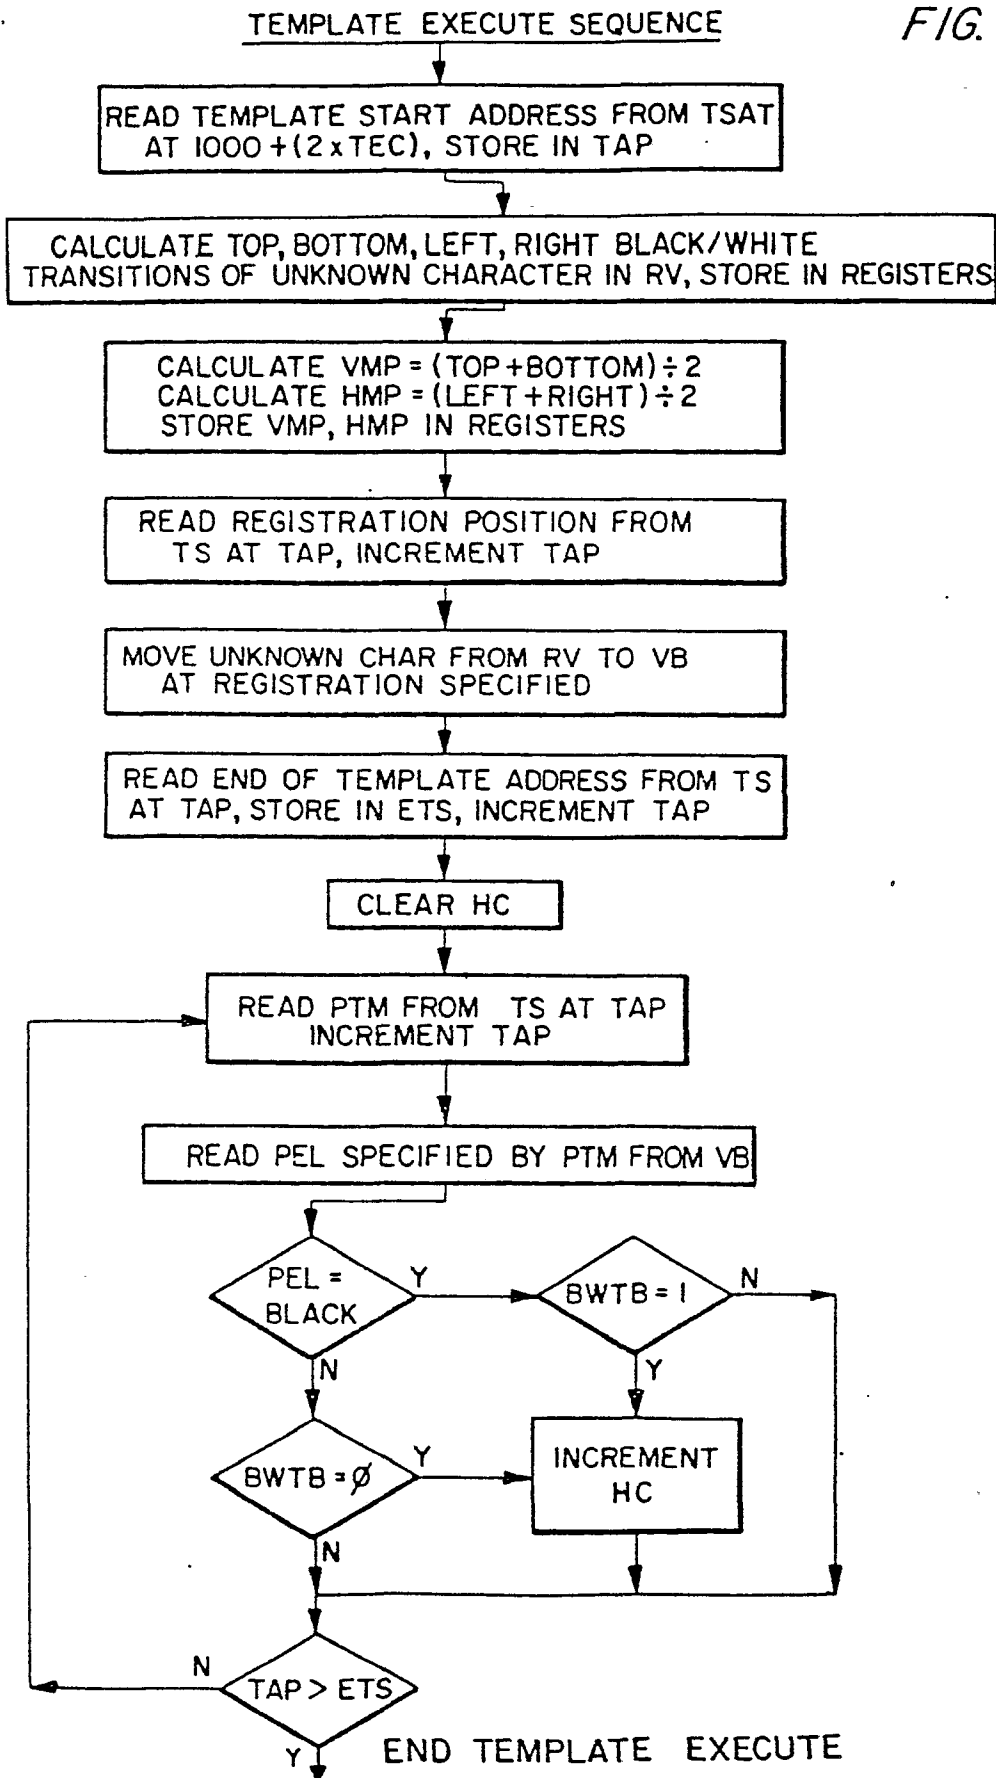 TEMPLATE EXECUTE SEQUENCE
FIG.
READ TEMPLATE START ADDRESS FROM TSAT
AT 1000 + (2 x TEC), STORE IN TAP
CALCULATE TOP, BOTTOM, LEFT, RIGHT BLACK/WHITE
TRANSITIONS OF UNKNOWN CHARACTER IN RV, STORE IN REGISTERS
CALCULATE VMP = (TOP + BOTTOM) ÷ 2
CALCULATE HMP = (LEFT + RIGHT) ÷ 2
STORE VMP, HMP IN REGISTERS
READ REGISTRATION POSITION FROM
TS AT TAP, INCREMENT TAP
MOVE UNKNOWN CHAR FROM RV TO VB
AT REGISTRATION SPECIFIED
READ END OF TEMPLATE ADDRESS FROM TS
AT TAP, STORE IN ETS, INCREMENT TAP
CLEAR HC
READ PTM FROM TS AT TAP
INCREMENT TAP
READ PEL SPECIFIED BY PTM FROM VB
PEL =
BLACK
Y
BWTB = 1
N
N
Y
BWTB = Ø
Y
INCREMENT
HC
N
N
TAP > ETS
Y
END TEMPLATE EXECUTE